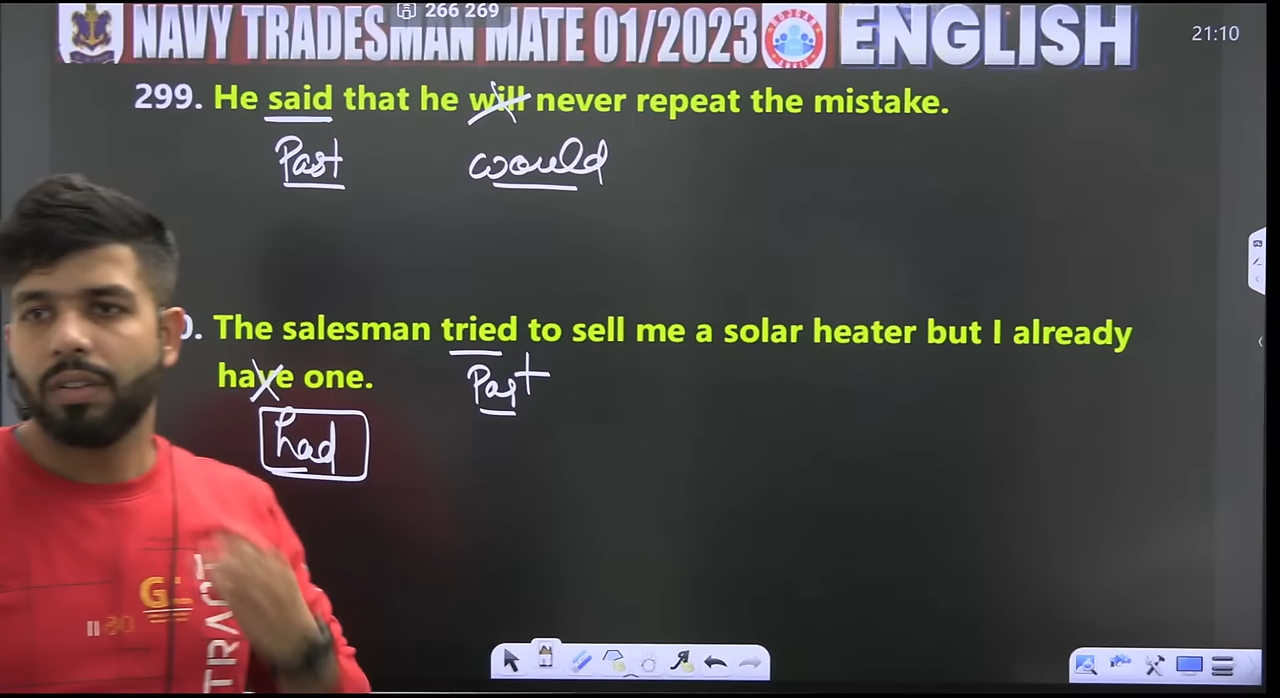 266 269
NAVY TRADESMAN MATE 01/2023 ENGLISH
21:10
299. He said that he will never repeat the mistake.
Past would
0. The salesman tried to sell me a solar heater but I already
have one.
Past
had
TRACT